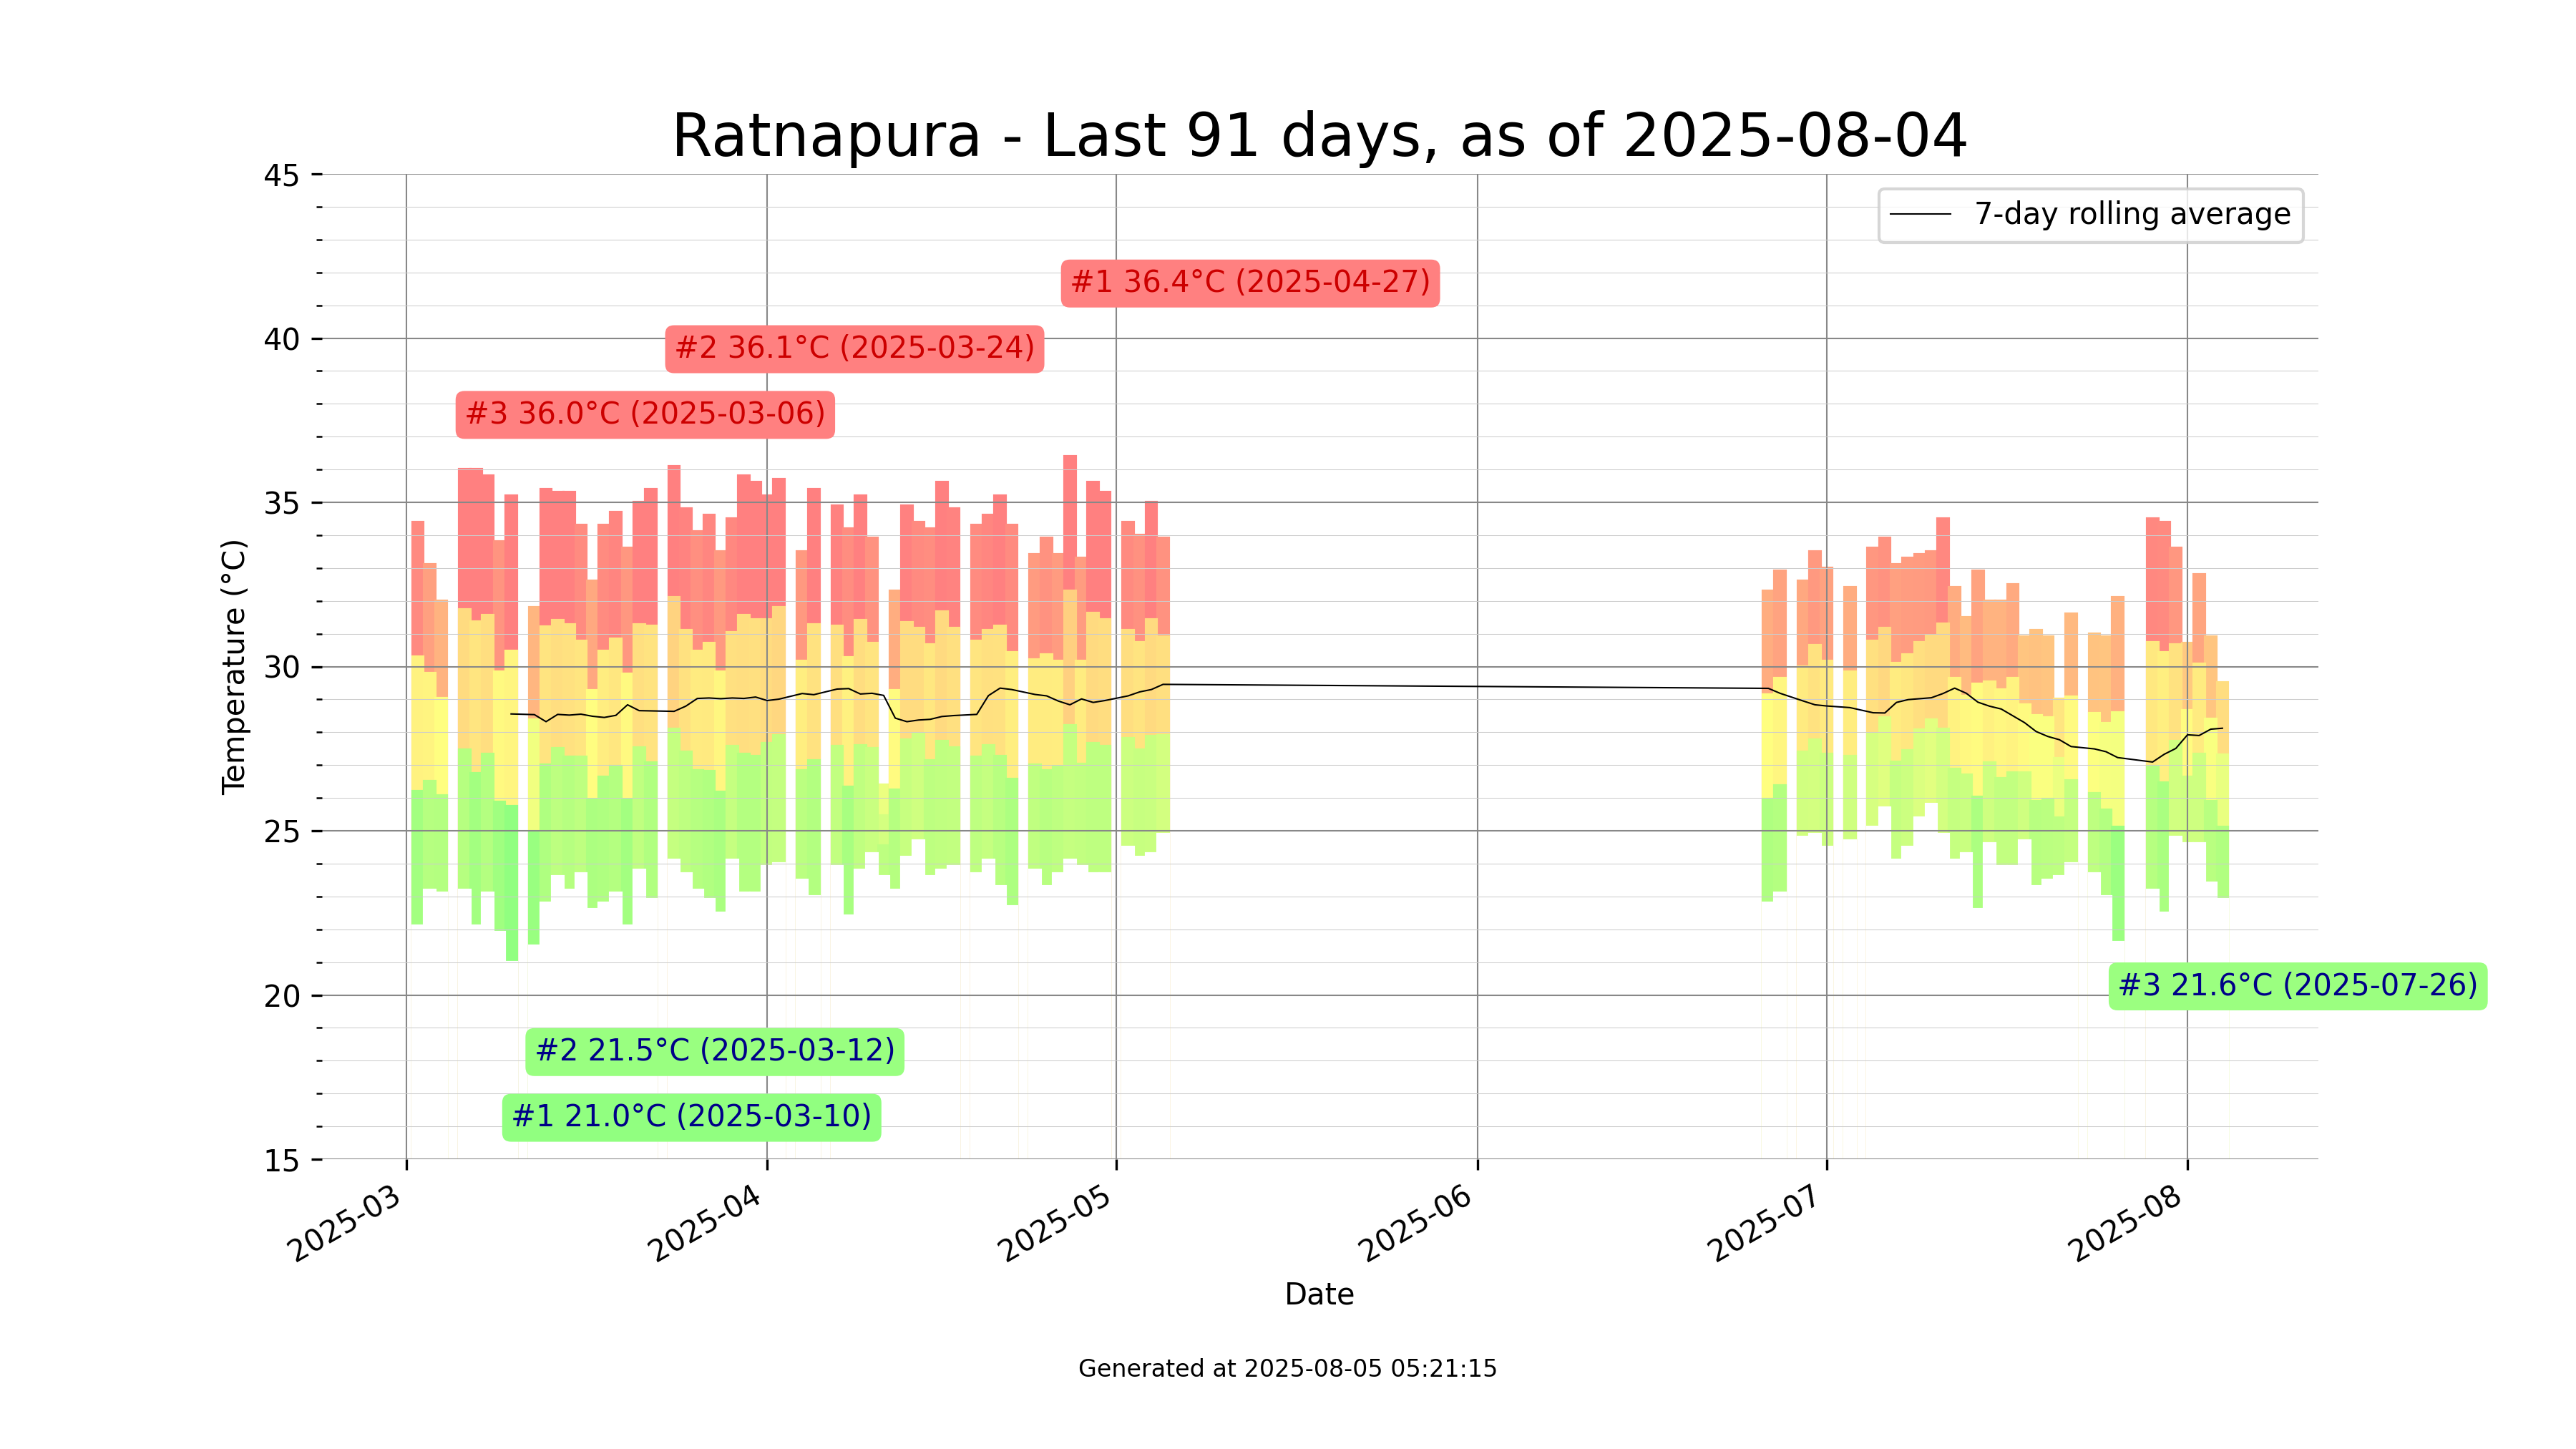 Ratnapura - Last 91 days, as of 2025-08-04
7-day rolling average
#1 36.4°C (2025-04-27)
#2 36.1°C (2025-03-24)
#3 36.0°C (2025-03-06)
#3 21.6°C (2025-07-26)
#2 21.5°C (2025-03-12)
#1 21.0°C (2025-03-10)
Temperature (°C)
45
40
35
30
25
20
15
2025-03
2025-04
2025-05
2025-06
2025-07
2025-08
Date
Generated at 2025-08-05 05:21:15